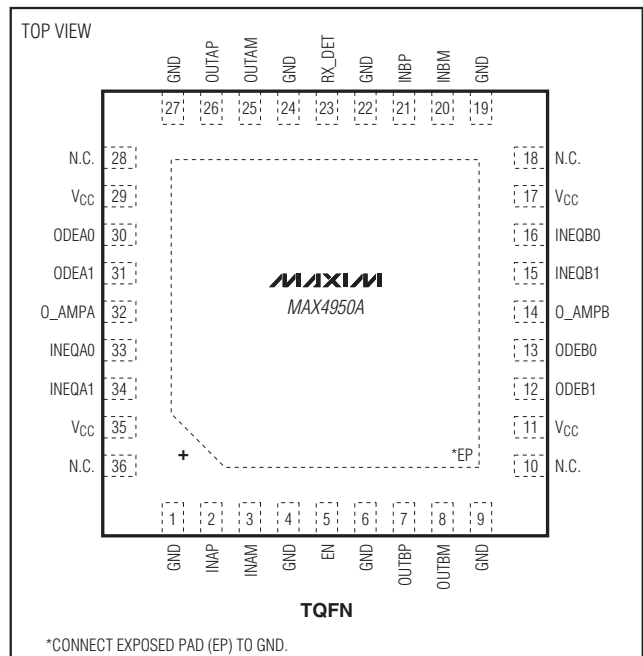 TOP VIEW
GND OUTAP OUTAM GND RX_DET GND INBP INBM GND
27 26 25 24 23 22 21 20 19
N.C. 28 18 N.C.
VCC 29 17 VCC
ODEA0 30 16 INEQB0
ODEA1 31 15 INEQB1
MAXIM
MAX4950A
O_AMPA 32 14 O_AMPB
INEQA0 33 13 ODEB0
INEQA1 34 12 ODEB1
VCC 35 11 VCC
+ *EP
N.C. 36 10 N.C.
1 2 3 4 5 6 7 8 9
GND INAP INAM GND EN GND OUTBP OUTBM GND
TQFN
*CONNECT EXPOSED PAD (EP) TO GND.